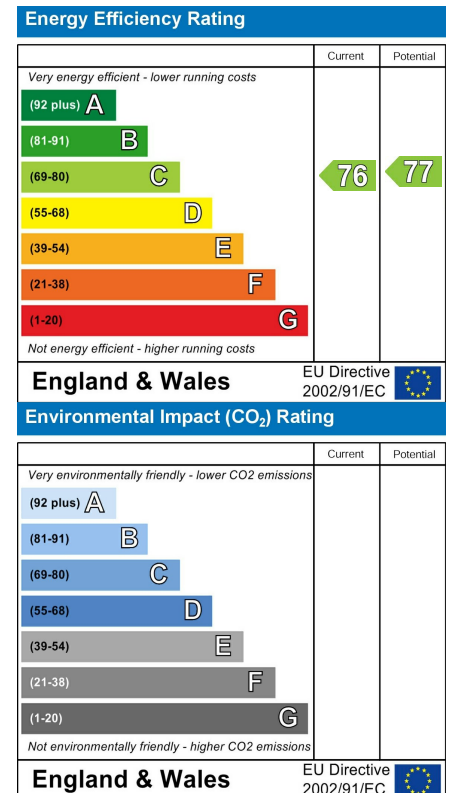 Energy Efficiency Rating
Current Potential
Very energy efficient - lower running costs
(92 plus) A
(81-91) B
(69-80) C 76 77
(55-68) D
(39-54) E
(21-38) F
(1-20) G
Not energy efficient - higher running costs
England & Wales EU Directive
2002/91/EC
Environmental Impact (CO₂) Rating
Current Potential
Very environmentally friendly - lower CO2 emissions
(92 plus) A
(81-91) B
(69-80) C
(55-68) D
(39-54) E
(21-38) F
(1-20) G
Not environmentally friendly - higher CO2 emissions
England & Wales EU Directive
2002/91/EC